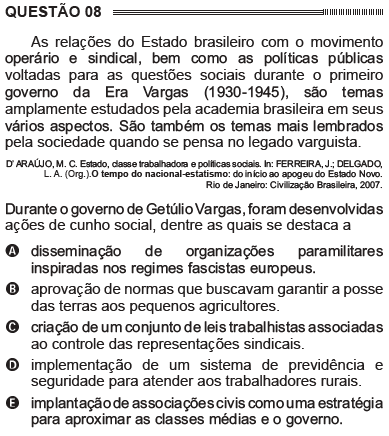 QUESTÃO 08
As relações do Estado brasileiro com o movimento
operário e sindical, bem como as políticas públicas
voltadas para as questões sociais durante o primeiro
governo da Era Vargas (1930-1945), são temas
amplamente estudados pela academia brasileira em seus
vários aspectos. São também os temas mais lembrados
pela sociedade quando se pensa no legado varguista.
D' ARAÚJO, M. C. Estado, classe trabalhadora e políticas sociais. In: FERREIRA, J.; DELGADO,
L. A. (Org.). O tempo do nacional-estatismo: do início ao apogeu do Estado Novo.
Rio de Janeiro: Civilização Brasileira, 2007.
Durante o governo de Getúlio Vargas, foram desenvolvidas
ações de cunho social, dentre as quais se destaca a
A disseminação de organizações paramilitares
inspiradas nos regimes fascistas europeus.
B aprovação de normas que buscavam garantir a posse
das terras aos pequenos agricultores.
C criação de um conjunto de leis trabalhistas associadas
ao controle das representações sindicais.
D implementação de um sistema de previdência e
seguridade para atender aos trabalhadores rurais.
E implantação de associações civis como uma estratégia
para aproximar as classes médias e o governo.